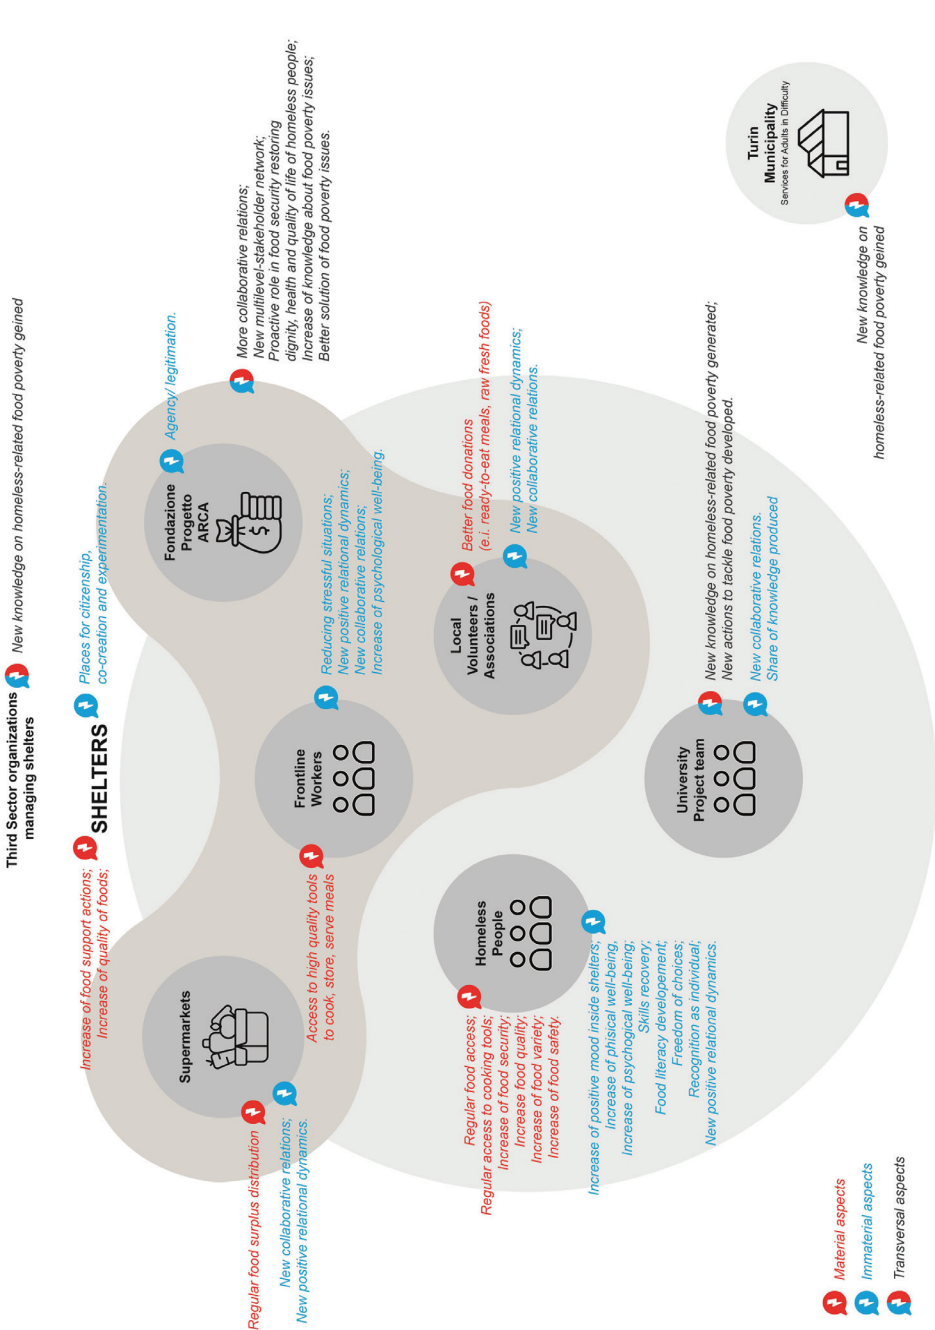 Third Sector organizations
managing shelters
New knowledge on homeless-related food poverty geined
SHELTERS
Increase of food support actions;
Increase of quality of foods;
Places for citizenship,
co-creation and experimentation.
Supermarkets
Regular food surplus distribution
New collaborative relations;
New positive relational dynamics.
Fondazione
Progetto
ARCA
$
Agency/ legitimation.
More collaborative relations;
New multilevel-stakeholder network;
Proactive role in food security restoring
dignity, health and quality of life of homeless people;
Increase of knowledge about food poverty issues;
Better solution of food poverty issues.
Frontline
Workers
Access to high quality tools
to cook, store, serve meals
Reducing stressful situations;
New positive relational dynamics;
New collaborative relations;
Increase of psychological well-being.
Homeless
People
Regular food access;
Regular access to cooking tools;
Increase of food security;
Increase food quality;
Increase of food variety;
Increase of food safety.
Increase of positive mood inside shelters;
Increase of phisical well-being,
Increase of psychogical well-being;
Skills recovery;
Food literacy developement;
Freedom of choices;
Recognition as individual;
New positive relational dynamics.
Local
Volunteers /
Associations
Better food donations
(e.i. ready-to-eat meals, raw fresh foods)
New positive relational dynamics;
New collaborative relations.
University
Project team
New knowledge on homeless-related food poverty generated;
New actions to tackle food poverty developed.
New collaborative relations.
Share of knowledge produced
Turin
Municipality
Services for Adults in Difficulty
New knowledge on
homeless-related food poverty geined
Material aspects
Immaterial aspects
Transversal aspects